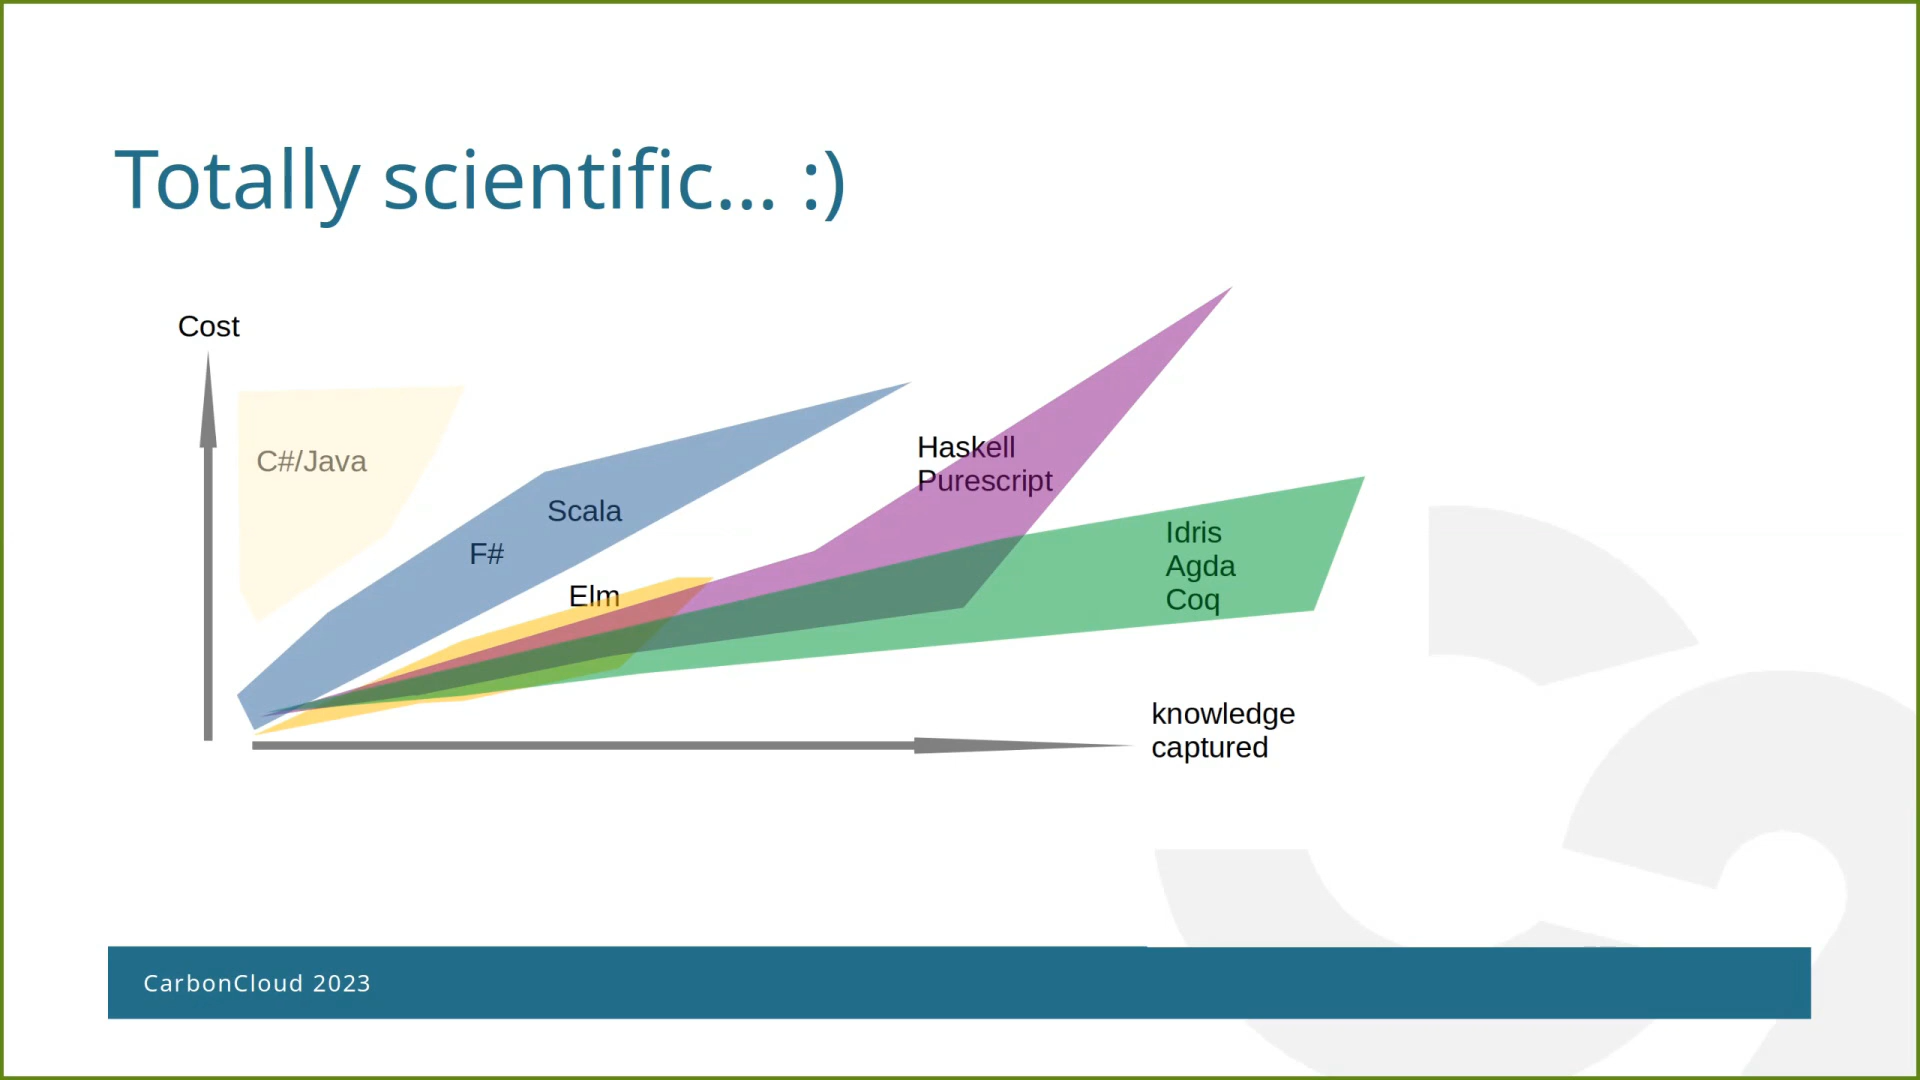 Totally scientific... :)
Cost
C#/Java
Scala
F#
Elm
Haskell
Purescript
Idris
Agda
Coq
knowledge
captured
CarbonCloud 2023